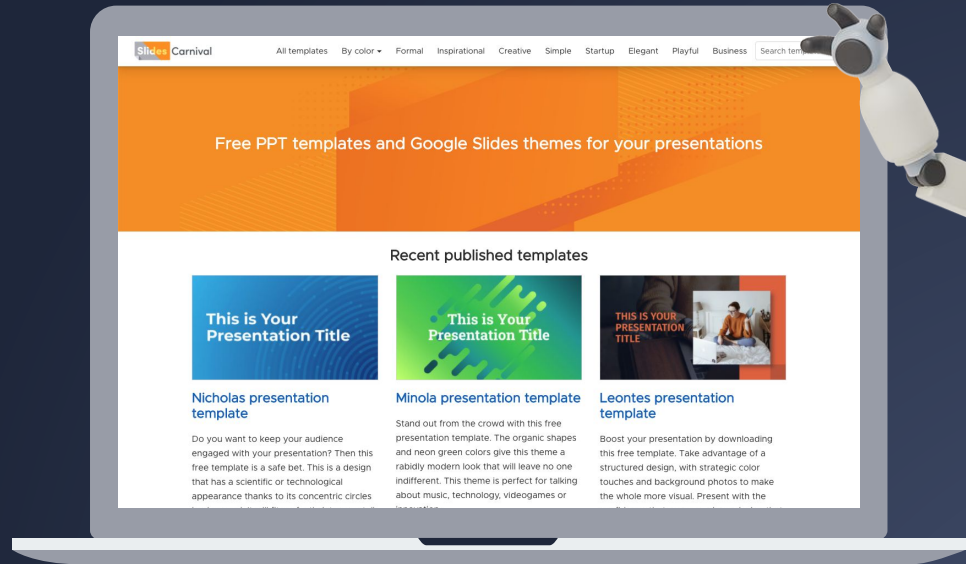 Slides Carnival
All templates By color Formal Inspirational Creative Simple Startup Elegant Playful Business Search
Free PPT templates and Google Slides themes for your presentations
Recent published templates
This is Your
Presentation Title
Nicholas presentation
template
Do you want to keep your audience
engaged with your presentation? Then this
free template is a safe bet. This is a design
that has a scientific or technological
appearance thanks to its concentric circles
This is Your
Presentation Title
Minola presentation template
Stand out from the crowd with this free
presentation template. The organic shapes
and neon green colors give this theme a
rabidly modern look that will leave no one
indifferent. This theme is perfect for talking
about music, technology, videogames or
THIS IS YOUR
PRESENTATION
TITLE
Leontes presentation
template
Boost your presentation by downloading
this free template. Take advantage of a
structured design, with strategic color
touches and background photos to make
the whole more visual. Present with the